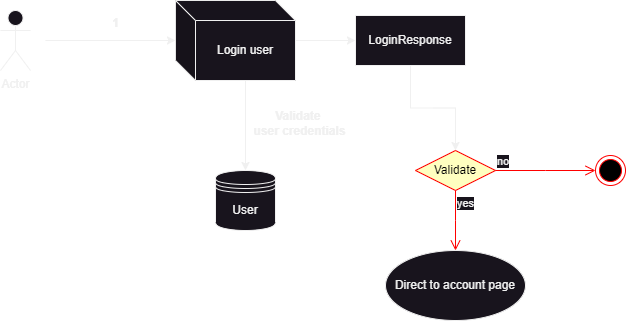 1
Login user
LoginResponse
Actor
Validate
user credentials
no
Validate
yes
User
Direct to account page